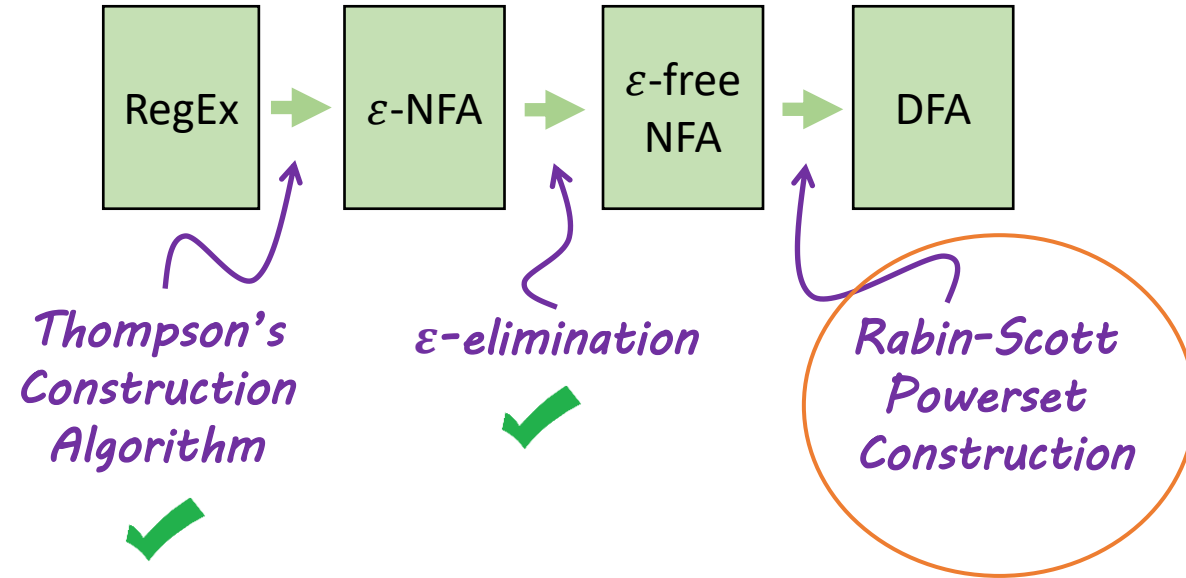 RegEx
ε-NFA
ε-free
NFA
DFA
Thompson's
Construction
Algorithm
ε-elimination
Rabin-Scott
Powerset
Construction